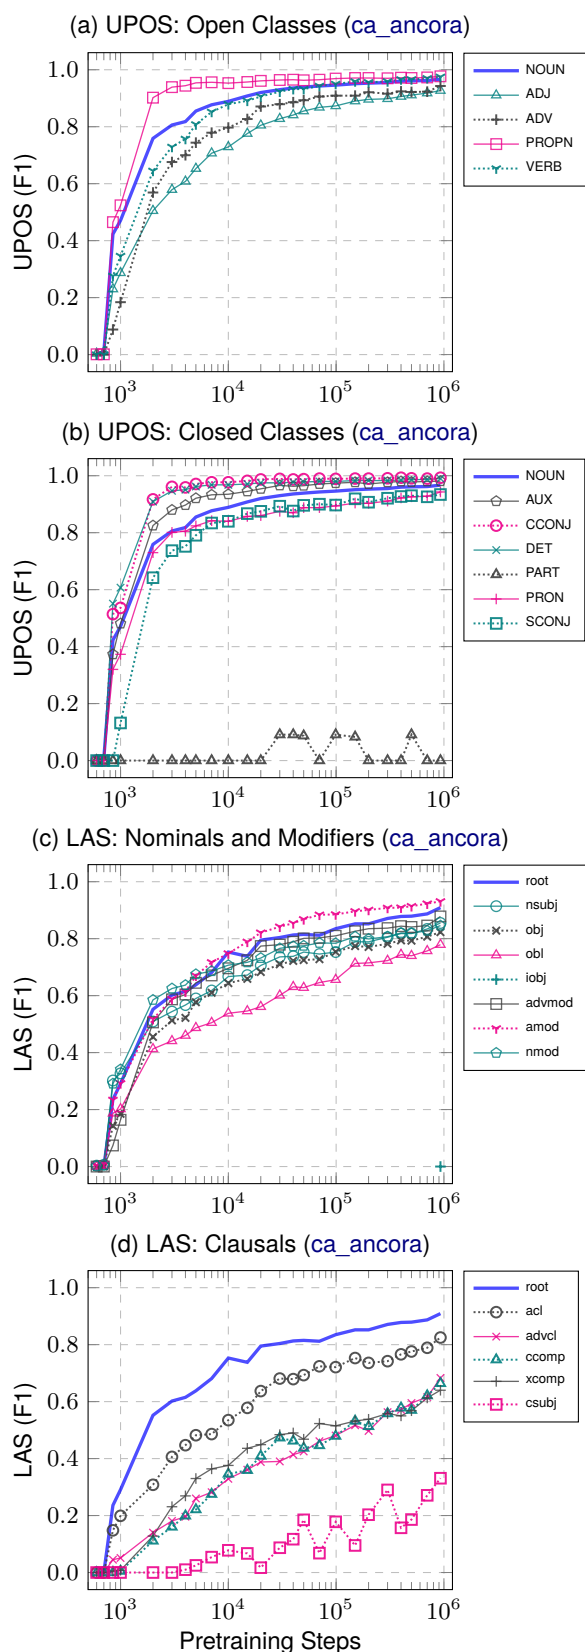 (a) UPOS: Open Classes (ca_ancora)
1.0
0.8
0.6
0.4
0.2
0.0
UPOS (F1)
10³ 10⁴ 10⁵ 10⁶
NOUN
ADJ
ADV
PROPN
VERB
(b) UPOS: Closed Classes (ca_ancora)
1.0
0.8
0.6
0.4
0.2
0.0
UPOS (F1)
10³ 10⁴ 10⁵ 10⁶
NOUN
AUX
CCONJ
DET
PART
PRON
SCONJ
(c) LAS: Nominals and Modifiers (ca_ancora)
1.0
0.8
0.6
0.4
0.2
0.0
LAS (F1)
10³ 10⁴ 10⁵ 10⁶
root
nsubj
obj
obl
iobj
advmod
amod
nmod
(d) LAS: Clausals (ca_ancora)
1.0
0.8
0.6
0.4
0.2
0.0
LAS (F1)
10³ 10⁴ 10⁵ 10⁶
Pretraining Steps
root
acl
advcl
ccomp
xcomp
csubj